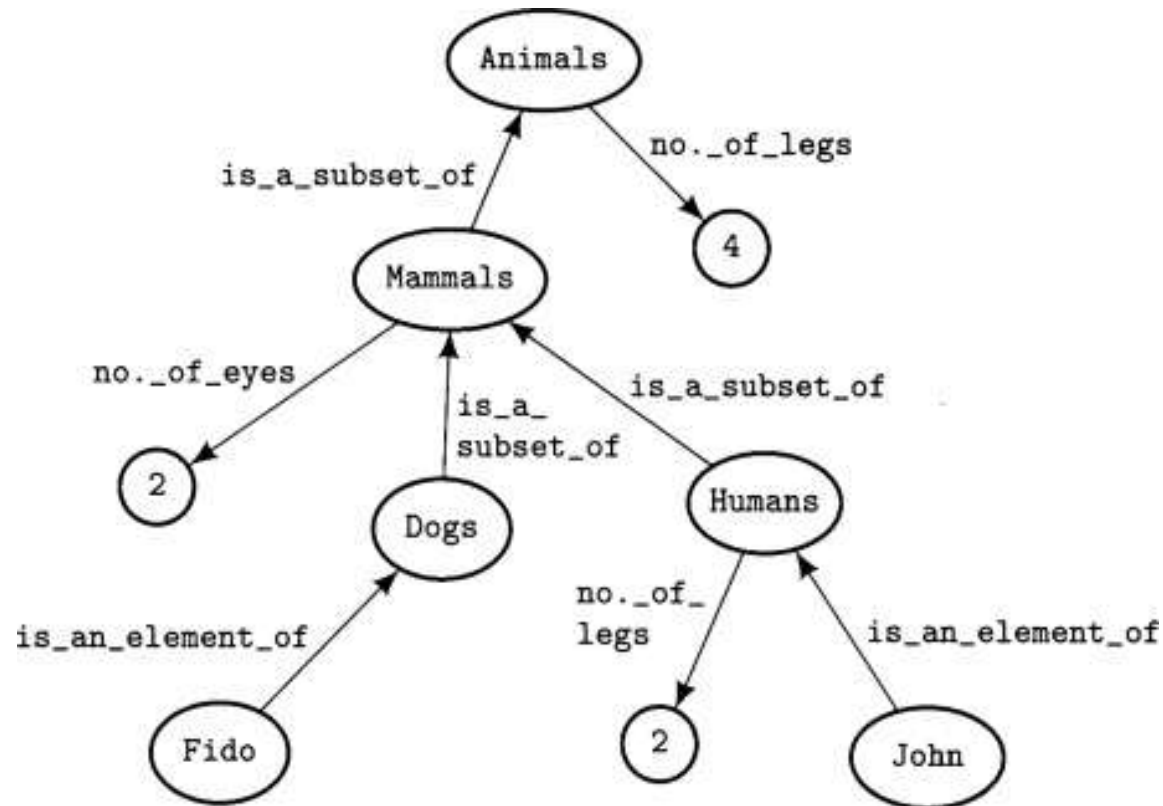 Animals
no._of_legs
is_a_subset_of
4
Mammals
no._of_eyes
is_a_subset_of
is_a_
subset_of
2
Humans
Dogs
no._of_
legs
is_an_element_of
is_an_element_of
Fido
2
John